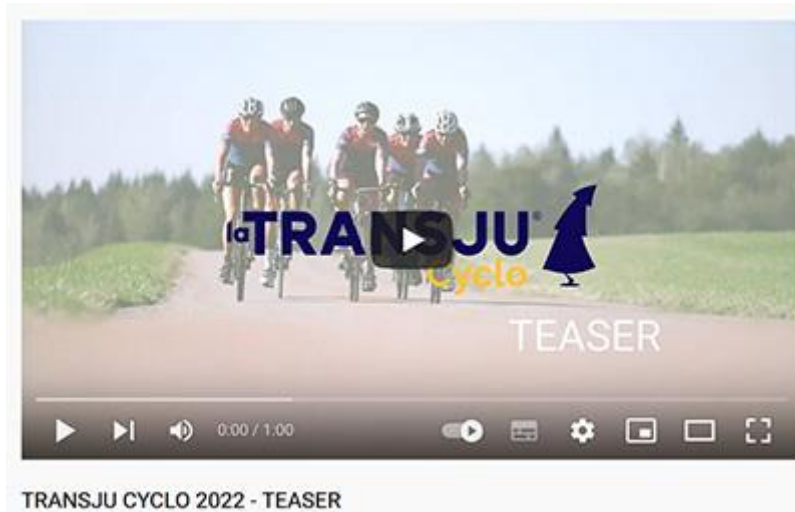 la TRANSJU®
Cyclo
TEASER
0:00 / 1:00
TRANSJU CYCLO 2022 - TEASER